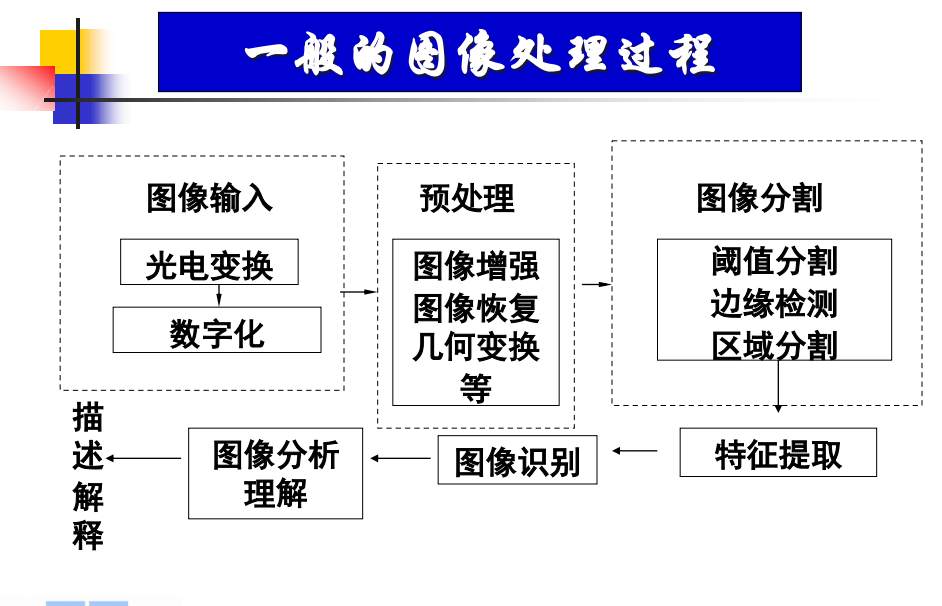 一般的图像处理过程
图像输入
光电变换
数字化
预处理
图像增强
图像恢复
几何变换
等
图像分割
阈值分割
边缘检测
区域分割
特征提取
图像识别
图像分析
理解
描
述
解
释